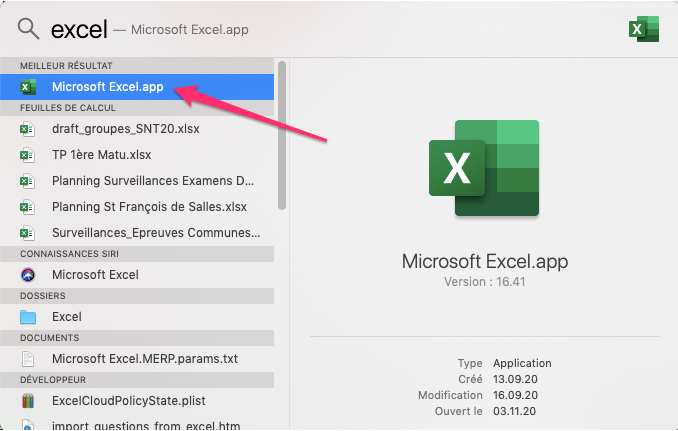 excel — Microsoft Excel.app
MEILLEUR RÉSULTAT
Microsoft Excel.app
FEUILLES DE CALCUL
draft_groupes_SNT20.xlsx
TP 1ère Matu.xlsx
Planning Surveillances Examens D...
Planning St François de Salles.xlsx
Surveillances_Epreuves Communes...
CONNAISSANCES SIRI
Microsoft Excel
DOSSIERS
Excel
DOCUMENTS
Microsoft Excel.MERP.params.txt
DÉVELOPPEUR
ExcelCloudPolicyState.plist
import_questions_from_excel.htm
X
Microsoft Excel.app
Version : 16.41
Type Application
Créé 13.09.20
Modification 16.09.20
Ouvert le 03.11.20